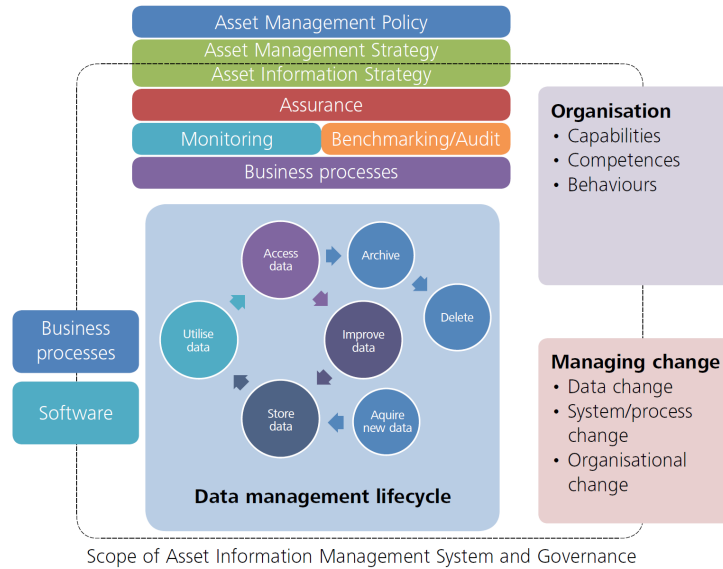 Asset Management Policy
Asset Management Strategy
Asset Information Strategy
Assurance
Monitoring
Benchmarking/Audit
Business processes
Organisation
• Capabilities
• Competences
• Behaviours
Access
data
Archive
Delete
Utilise
data
Improve
data
Store
data
Aquire
new data
Data management lifecycle
Business
processes
Software
Managing change
• Data change
• System/process
change
• Organisational
change
Scope of Asset Information Management System and Governance